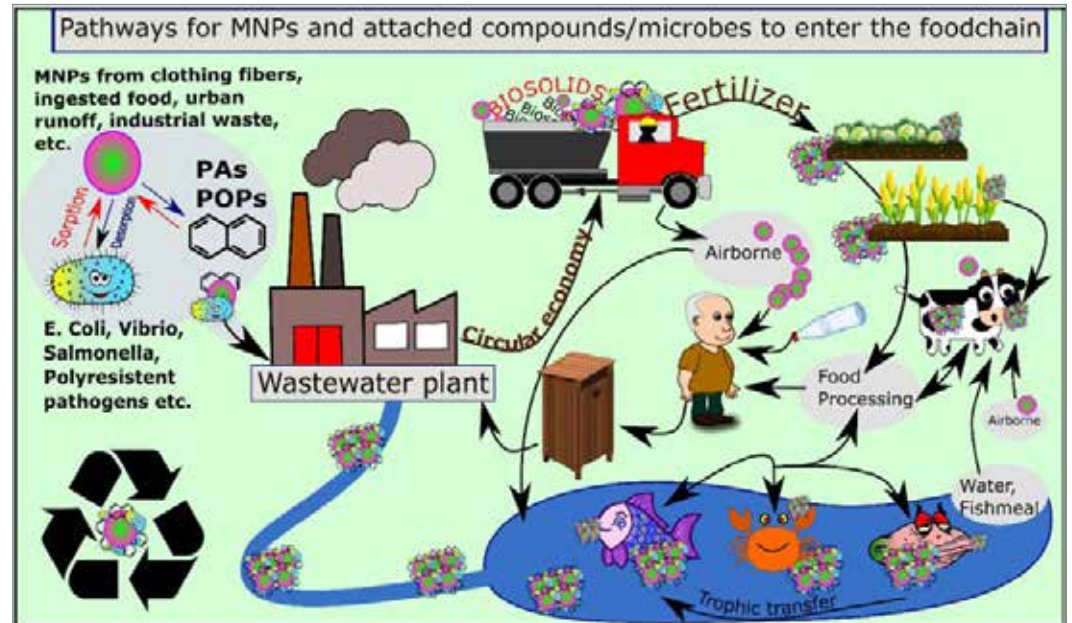 Pathways for MNPs and attached compounds/microbes to enter the foodchain
MNPs from clothing fibers,
ingested food, urban
runoff, industrial waste,
etc.
PAs
POPs
Sorption
Desorption
E. Coli, Vibrio,
Salmonella,
Polyresistent
pathogens etc.
Wastewater plant
Circular economy
BIOSOLIDS
Fertilizer
Airborne
Food
Processing
Airborne
Water,
Fishmeal
Trophic transfer